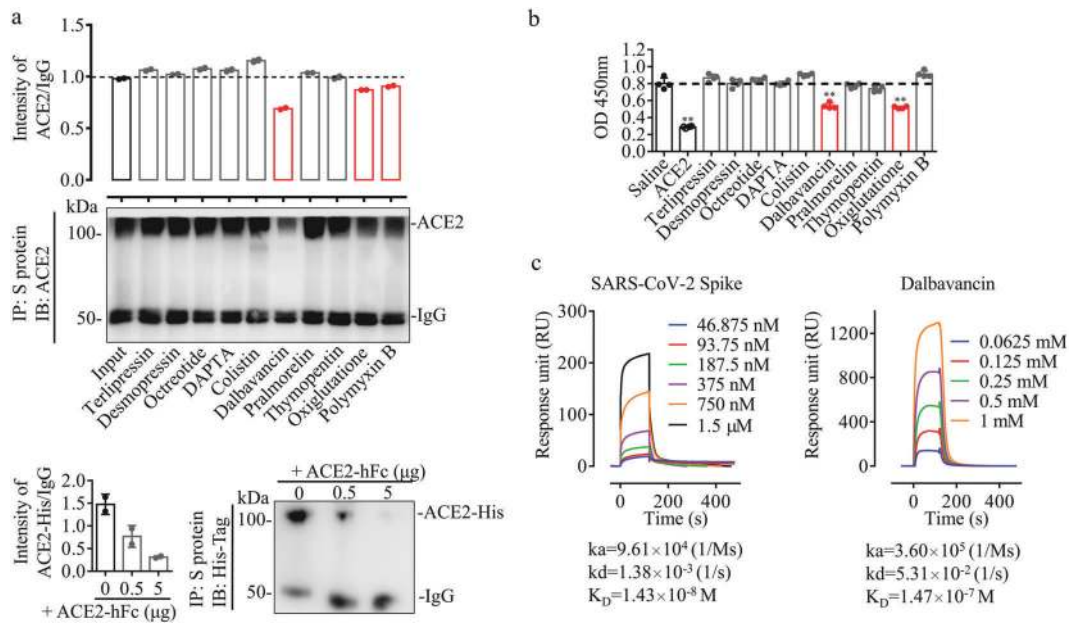 a
Intensity of
ACE2/IgG
1.5
1.0
0.5
0.0
kDa
100-
50-
IP: S protein
IB: ACE2
-ACE2
-IgG
Input
Terlipressin
Desmopressin
Octreotide
DAPTA
Colistin
Dalbavancin
Pralmorelin
Thymopentin
Oxiglutatione
Polymyxin B
Intensity of
ACE2-His/IgG
2.0
1.5
1.0
0.5
0.0
0 0.5 5
+ ACE2-hFc (μg)
+ ACE2-hFc (μg)
kDa 0 0.5 5
100-
50-
IP: S protein
IB: His-Tag
-ACE2-His
-IgG
b
OD 450nm
1.2
1.0
0.8
0.6
0.4
0.2
0.0
**
**
**
Saline
ACE2
Terlipressin
Desmopressin
Octreotide
DAPTA
Colistin
Dalbavancin
Pralmorelin
Thymopentin
Oxiglutatione
Polymyxin B
c
SARS-CoV-2 Spike
Response unit (RU)
300
200
100
0
46.875 nM
93.75 nM
187.5 nM
375 nM
750 nM
1.5 μM
0 200 400
Time (s)
ka=9.61×10⁴ (1/Ms)
kd=1.38×10⁻³ (1/s)
K_D=1.43×10⁻⁸ M
Dalbavancin
Response unit (RU)
1200
800
400
0
0.0625 mM
0.125 mM
0.25 mM
0.5 mM
1 mM
0 200 400
Time (s)
ka=3.60×10⁵ (1/Ms)
kd=5.31×10⁻² (1/s)
K_D=1.47×10⁻⁷ M